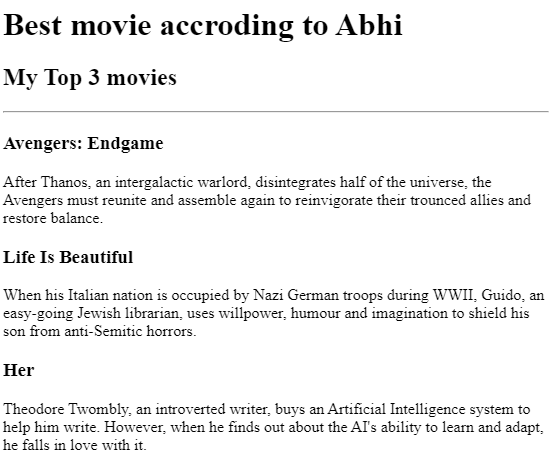 Best movie accroding to Abhi
My Top 3 movies
Avengers: Endgame
After Thanos, an intergalactic warlord, disintegrates half of the universe, the
Avengers must reunite and assemble again to reinvigorate their trounced allies and
restore balance.
Life Is Beautiful
When his Italian nation is occupied by Nazi German troops during WWII, Guido, an
easy-going Jewish librarian, uses willpower, humour and imagination to shield his
son from anti-Semitic horrors.
Her
Theodore Twombly, an introverted writer, buys an Artificial Intelligence system to
help him write. However, when he finds out about the AI's ability to learn and adapt,
he falls in love with it.